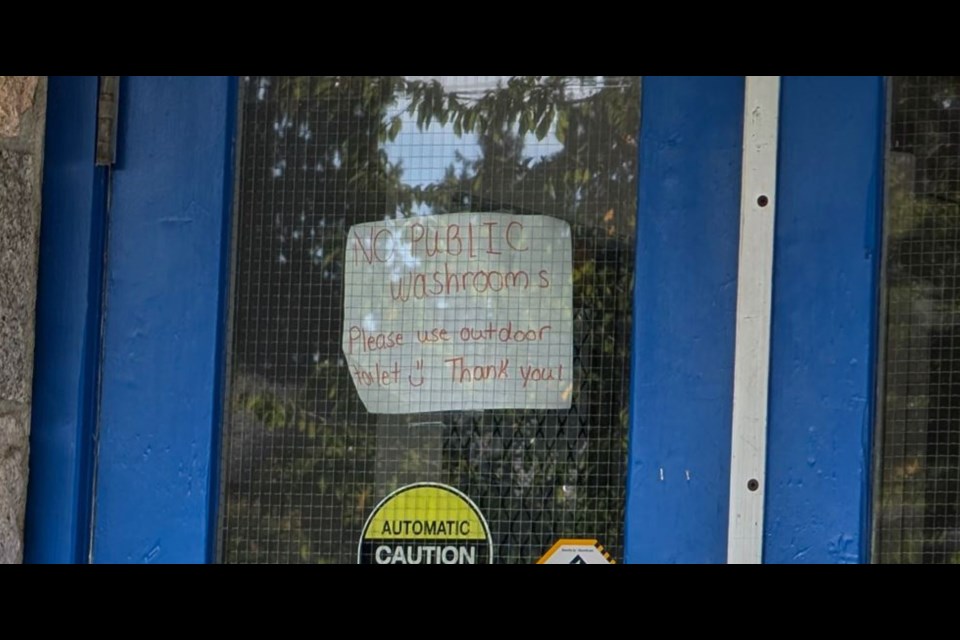 NO PUBLIC
washrooms
Please use outdoor
toilet Thank you!
AUTOMATIC
CAUTION